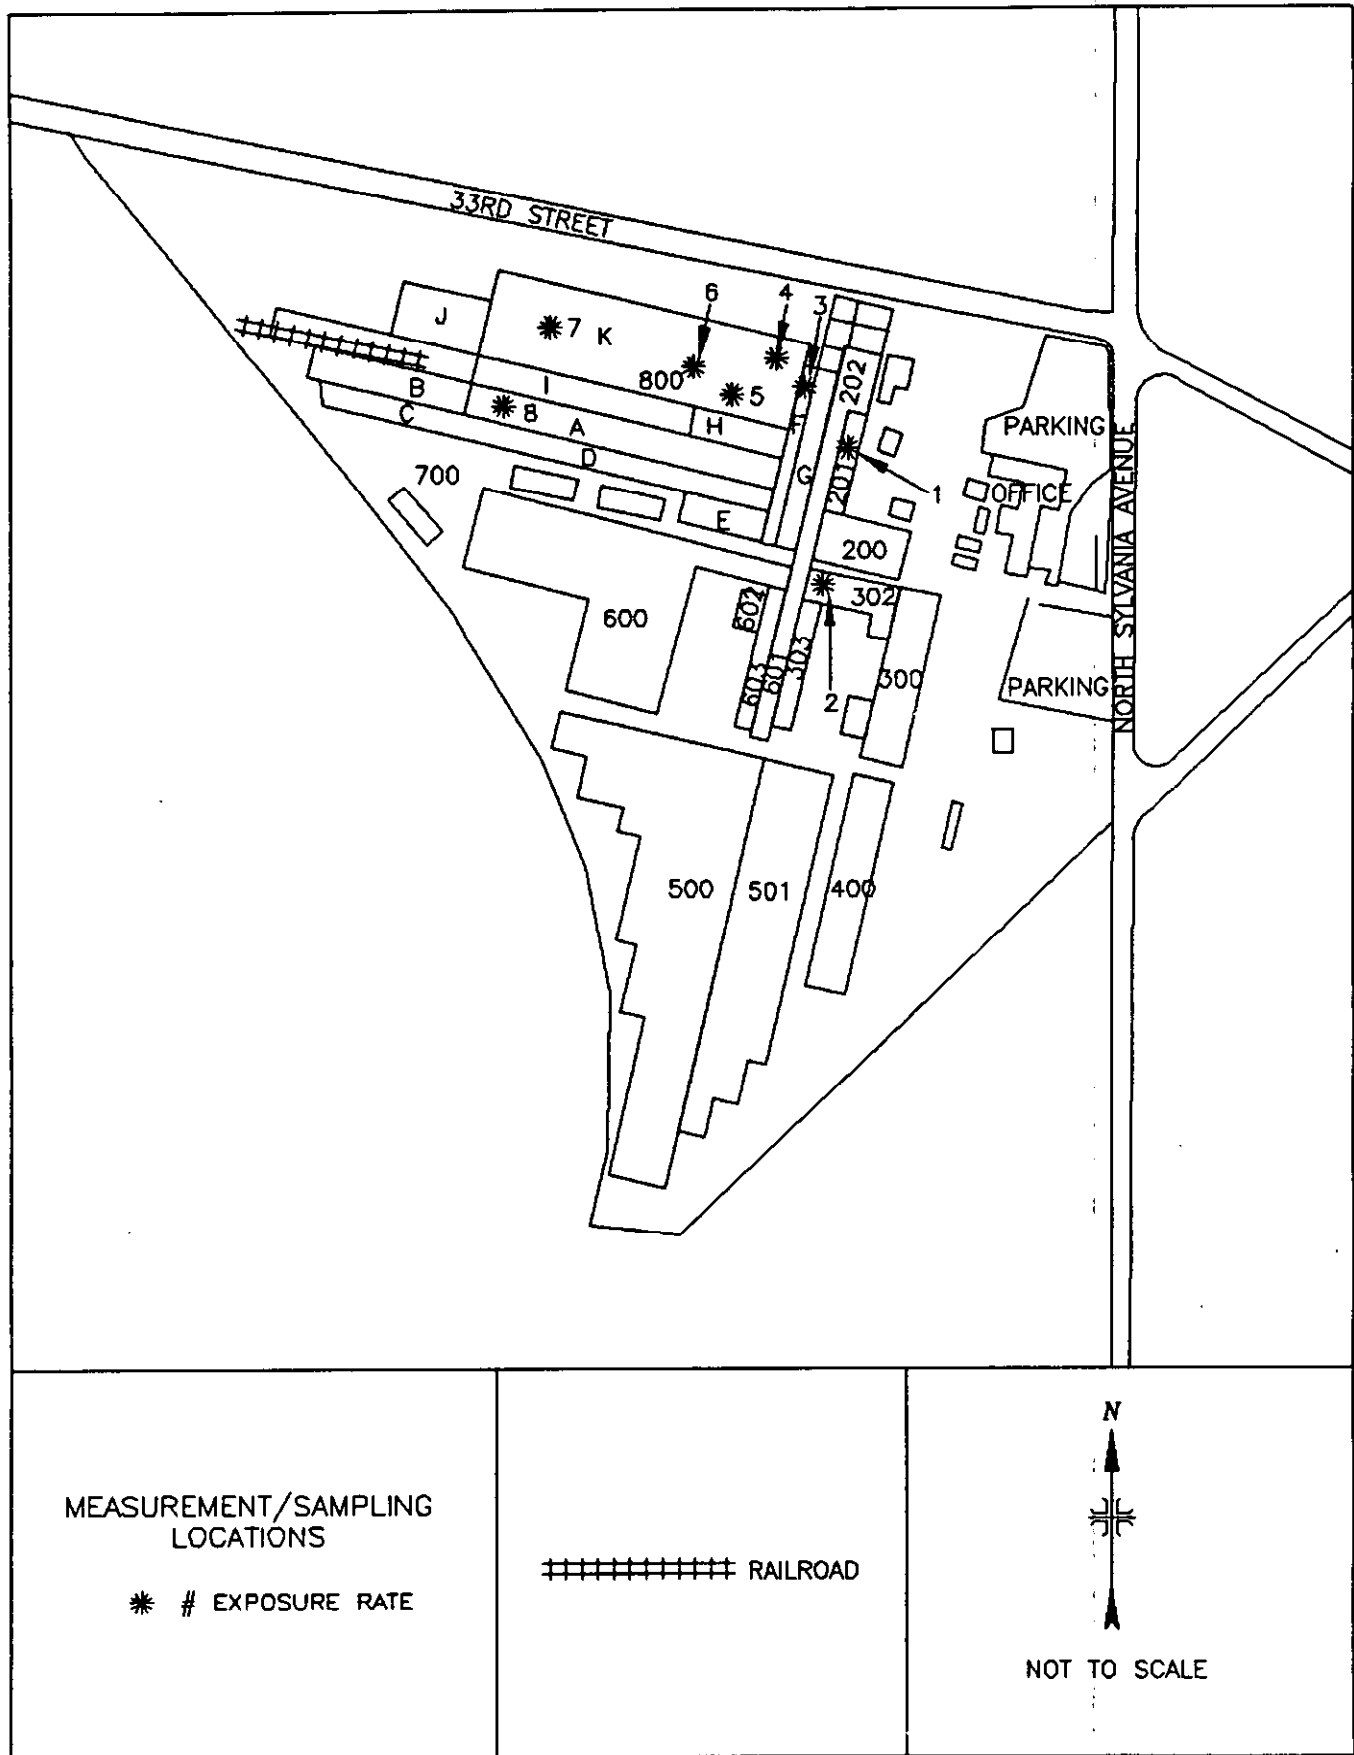 33RD STREET
6
4
3
J
7
K
800
5
202
B
I
8
A
H
F
C
D
G
201
1
PARKING
700
E
OFFICE
200
302
600
602
603
601
303
300
2
PARKING
NORTH SYLVANIA AVENUE
500
501
400
MEASUREMENT/SAMPLING
LOCATIONS
# EXPOSURE RATE
RAILROAD
N
NOT TO SCALE